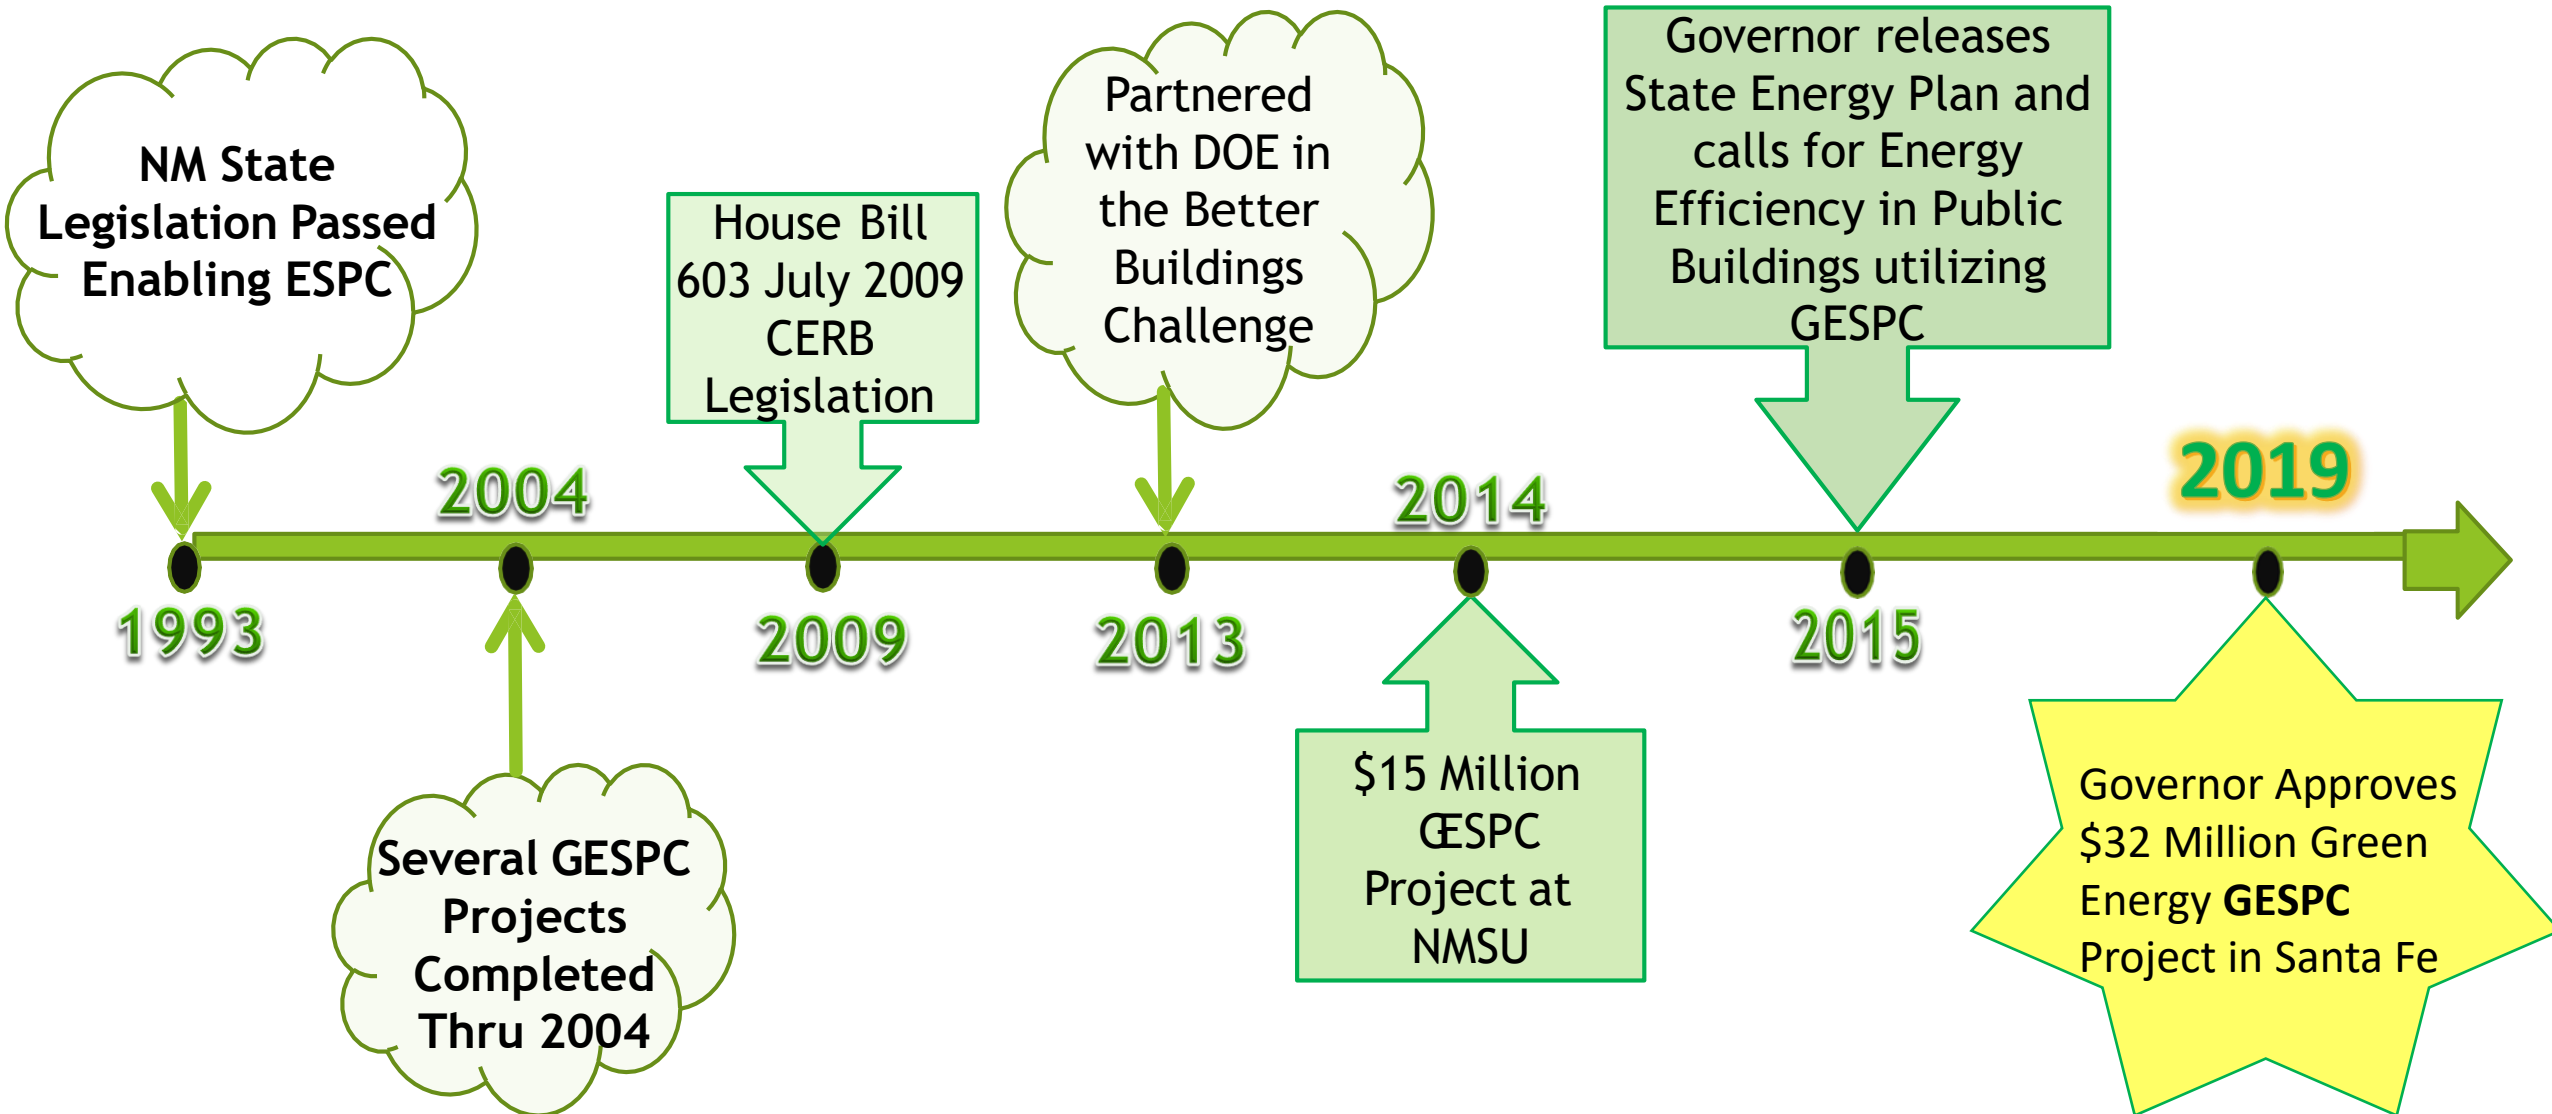 NM State
Legislation Passed
Enabling ESPC
1993
2004
Several GESPC
Projects
Completed
Thru 2004
House Bill
603 July 2009
CERB
Legislation
2009
Partnered
with DOE in
the Better
Buildings
Challenge
2013
2014
$15 Million
GESPC
Project at
NMSU
Governor releases
State Energy Plan and
calls for Energy
Efficiency in Public
Buildings utilizing
GESPC
2015
2019
Governor Approves
$32 Million Green
Energy GESPC
Project in Santa Fe